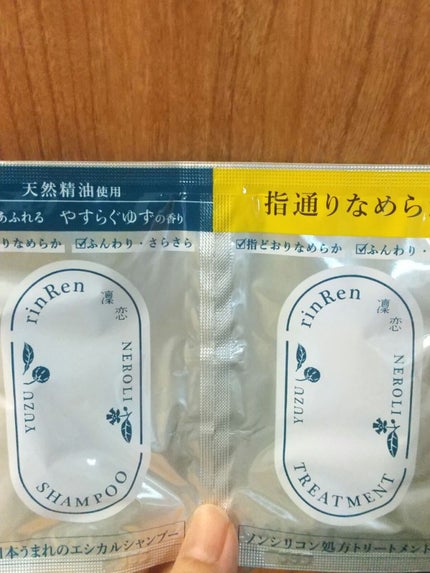 天然精油使用
あふれる やすらぐゆずの香り
りなめらか ☑ふんわり・さらさら
rinRen
凜恋
NEROLI
YUZU
SHAMPOO
本うまれのエシカルシャンプー
指通りなめら
☑指どおりなめらか ☑ふんわり・
rinRen
凜恋
NEROLI
YUZU
TREATMENT
ノンシリコン処方トリートメント